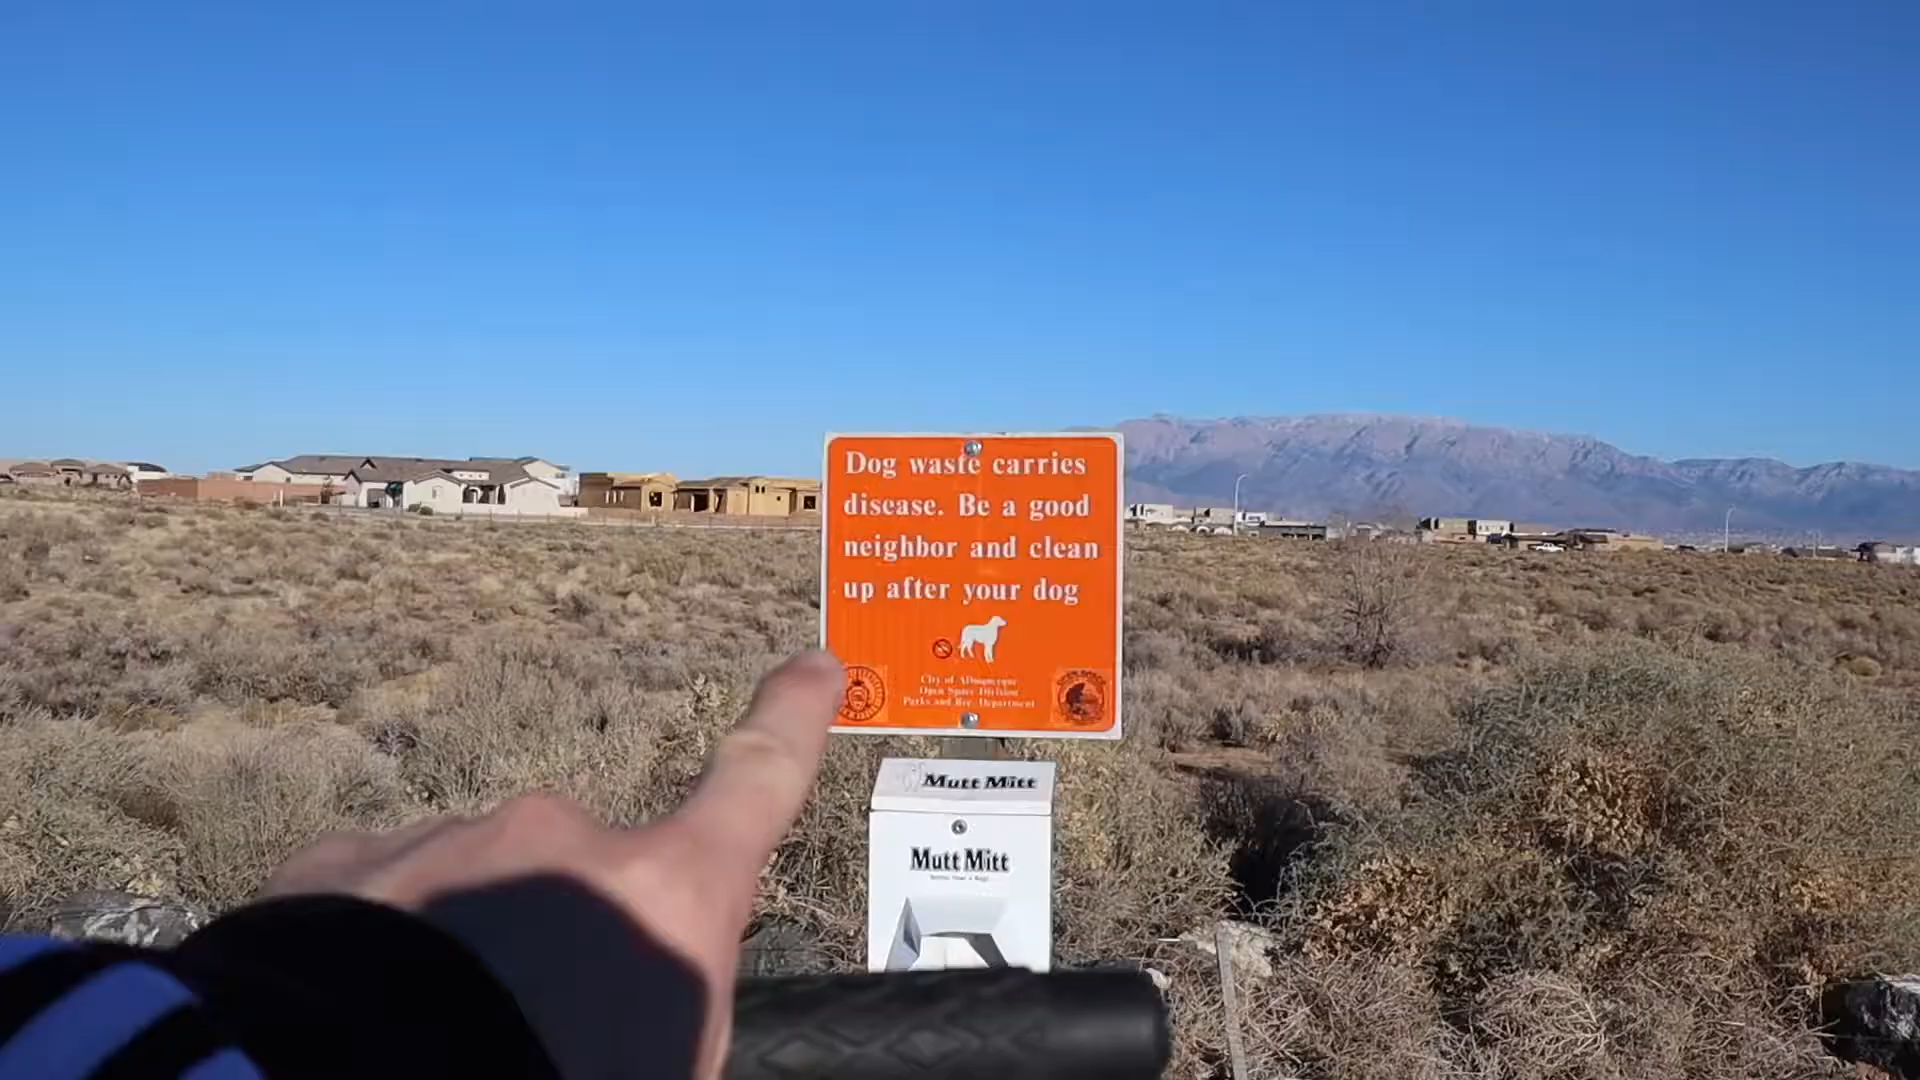 Dog waste carries
disease. Be a good
neighbor and clean
up after your dog
City of Albuquerque
Open Space Division
Parks and Rec. Department
Mutt Mitt
Mutt Mitt